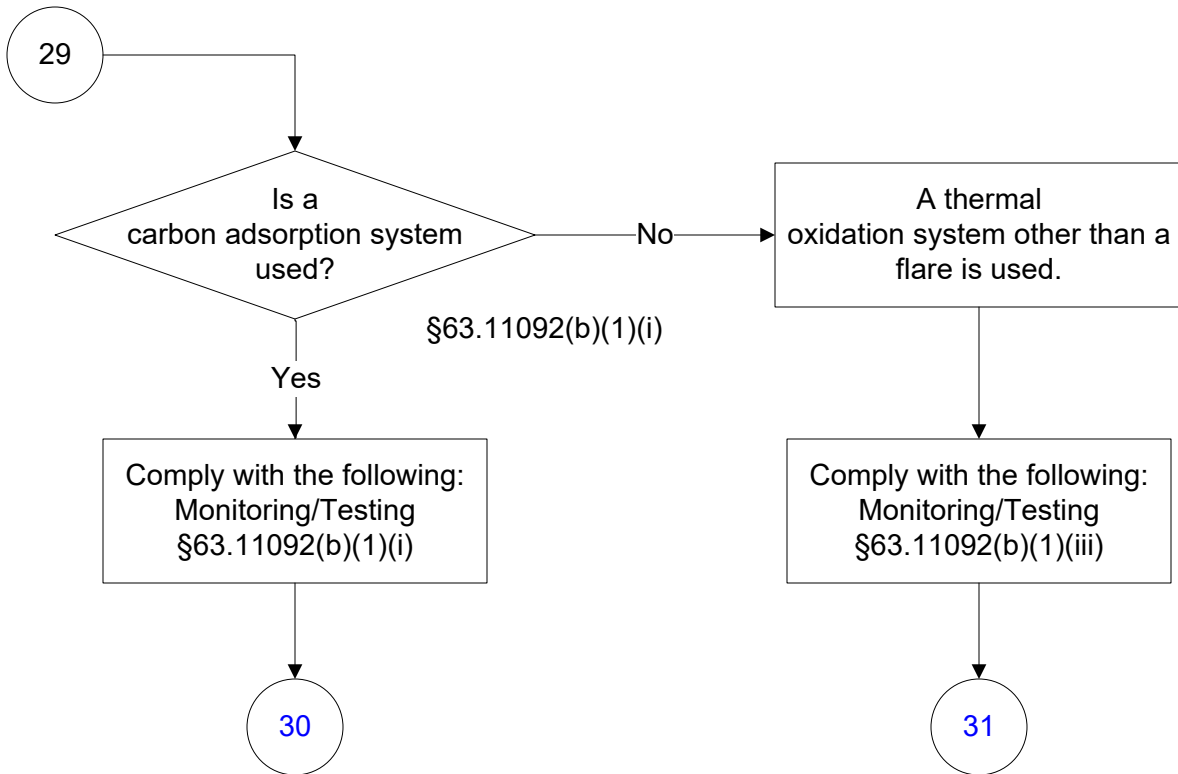 29
Is a
carbon adsorption system
used?
No
A thermal
oxidation system other than a
flare is used.
§63.11092(b)(1)(i)
Yes
Comply with the following:
Monitoring/Testing
§63.11092(b)(1)(i)
Comply with the following:
Monitoring/Testing
§63.11092(b)(1)(iii)
30
31